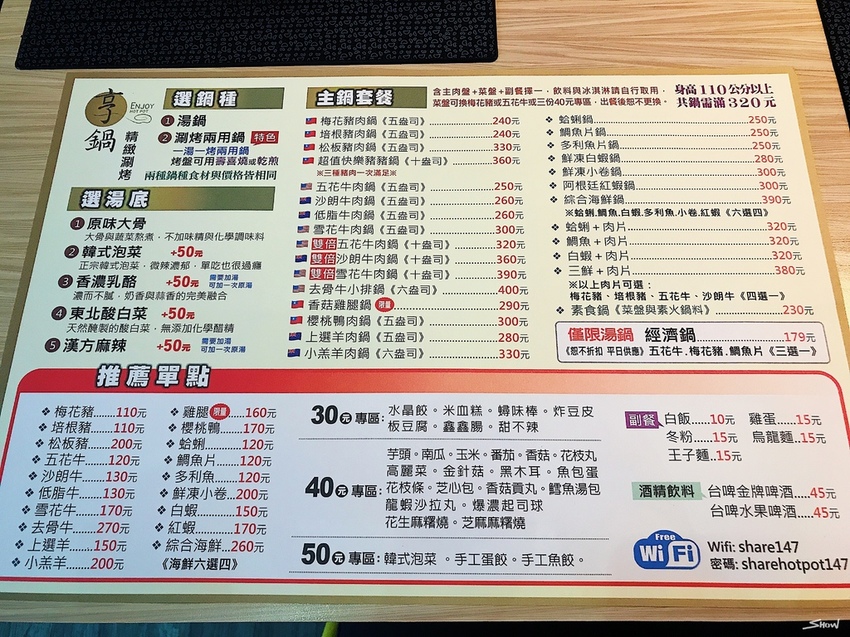 享鍋
ENJOY
HOT POT
精緻涮烤
選鍋種
❶湯鍋
❷涮烤兩用鍋 特色
一湯一烤兩用鍋
烤盤可用壽喜燒或乾煎
兩種鍋種食材與價格皆相同
選湯底
❶原味大骨
大骨與蔬菜熬煮,不加味精與化學調味料
❷韓式泡菜 +50元
正宗韓式泡菜,微辣濃郁,單吃也很過癮
❸香濃乳酪 +50元 需要加湯 可加一次原湯
濃而不膩,奶香與蒜香的完美融合
❹東北酸白菜 +50元
天然醃製的酸白菜,無添加化學醋精
❺漢方麻辣 +50元 需要加湯 可加一次原湯
主鍋套餐
含主肉盤+菜盤+副餐擇一,飲料與冰淇淋請自行取用,
菜盤可換梅花豬或五花牛或三份40元專區,出餐後恕不更換。
身高110公分以上
共鍋需滿320元
梅花豬肉鍋《五盎司》 240元
培根豬肉鍋《五盎司》 240元
松板豬肉鍋《五盎司》 330元
超值快樂豬豬鍋《十盎司》 360元
※三種豬肉一次滿足※
五花牛肉鍋《五盎司》 250元
沙朗牛肉鍋《五盎司》 260元
低脂牛肉鍋《五盎司》 260元
雪花牛肉鍋《五盎司》 300元
雙倍五花牛肉鍋《十盎司》 320元
雙倍沙朗牛肉鍋《十盎司》 360元
雙倍雪花牛肉鍋《十盎司》 390元
去骨牛小排鍋《六盎司》 400元
香菇雞腿鍋 限量 290元
櫻桃鴨肉鍋《五盎司》 300元
上選羊肉鍋《五盎司》 300元
小羔羊肉鍋《六盎司》 330元
❖ 蛤蜊鍋 250元
❖ 鯛魚片鍋 250元
❖ 多利魚片鍋 250元
❖ 鮮凍白蝦鍋 280元
❖ 鮮凍小卷鍋 300元
❖ 阿根廷紅蝦鍋 300元
❖ 綜合海鮮鍋 390元
※蛤蜊.鯛魚.白蝦.多利魚.小卷.紅蝦《六選四》
❖ 蛤蜊+肉片 320元
❖ 鯛魚+肉片 320元
❖ 白蝦+肉片 320元
❖ 三鮮+肉片 380元
※以上肉片可選:
梅花豬、培根豬、五花牛、沙朗牛《四選一》
❖ 素食鍋《菜盤與素火鍋料》 230元
僅限湯鍋 經濟鍋 179元
《恕不折扣 平日供應》五花牛.梅花豬.鯛魚片《三選一》
推薦單點
❖ 梅花豬 110元
❖ 培根豬 110元
❖ 松板豬 200元
❖ 五花牛 120元
❖ 沙朗牛 130元
❖ 低脂牛 130元
❖ 雪花牛 170元
❖ 去骨牛 270元
❖ 上選羊 150元
❖ 小羔羊 200元
❖ 雞腿 限量 160元
❖ 櫻桃鴨 170元
❖ 蛤蜊 120元
❖ 鯛魚片 120元
❖ 多利魚 120元
❖ 鮮凍小卷 200元
❖ 白蝦 150元
❖ 紅蝦 170元
❖ 綜合海鮮 260元
《海鮮六選四》
30元 專區:水晶餃。米血糕。蟳味棒。炸豆皮
板豆腐。鑫鑫腸。甜不辣
40元 專區:芋頭。南瓜。玉米。番茄。香菇。花枝丸
高麗菜。金針菇。黑木耳。魚包蛋
花枝條。芝心包。香菇貢丸。鱈魚湯包
龍蝦沙拉丸。爆濃起司球
花生麻糬燒。芝麻麻糬燒
50元 專區:韓式泡菜。手工蛋餃。手工魚餃。
副餐 白飯.....10元 雞蛋.....15元
冬粉.....15元 烏龍麵..15元
王子麵..15元
酒精飲料 台啤金牌啤酒.....45元
台啤水果啤酒.....45元
Free
Wi Fi
Wifi: share147
密碼: sharehotpot147
SHOW